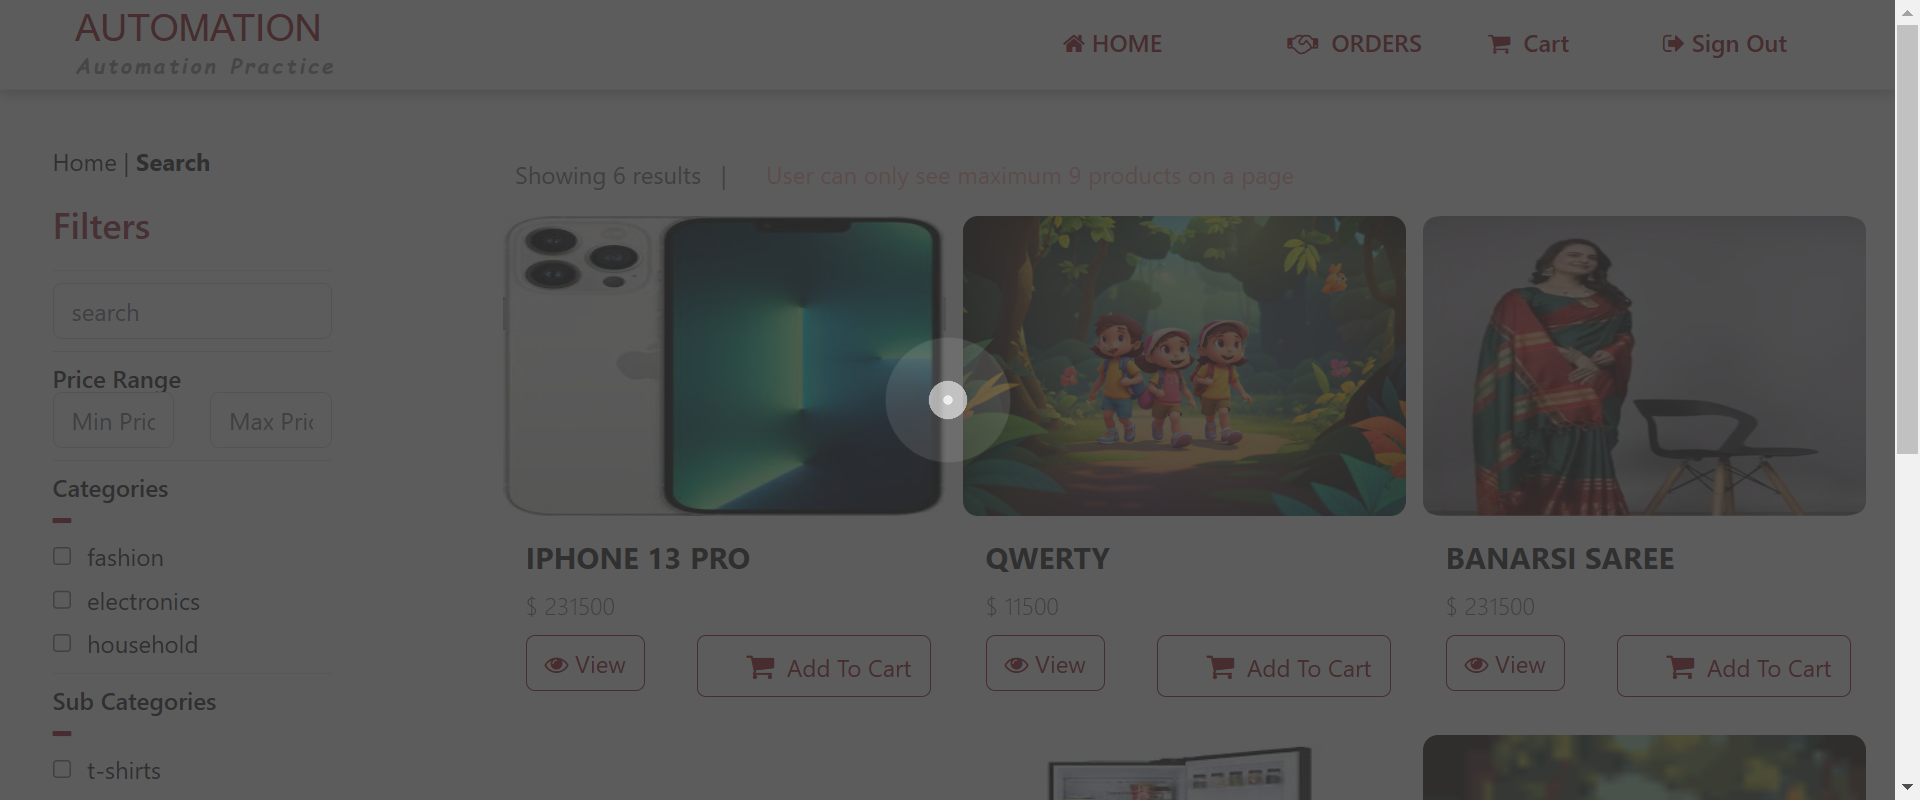 AUTOMATION
Automation Practice
HOME
ORDERS
Cart
Sign Out
Home | Search
Filters
search
Price Range
Min Pric
Max Pric
Categories
fashion
electronics
household
Sub Categories
t-shirts
Showing 6 results |
User can only see maximum 9 products on a page
IPHONE 13 PRO
$ 231500
View
Add To Cart
QWERTY
$ 11500
View
Add To Cart
BANARSI SAREE
$ 231500
View
Add To Cart